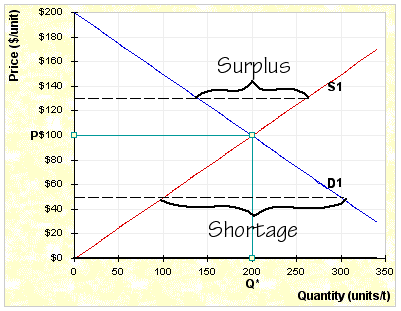 Price ($/unit)
$200
$180
$160
$140
$120
P*
$100
$80
$60
$40
$20
$0
Surplus
S1
D1
Shortage
0
50
100
150
200
250
300
350
Q*
Quantity (units/t)